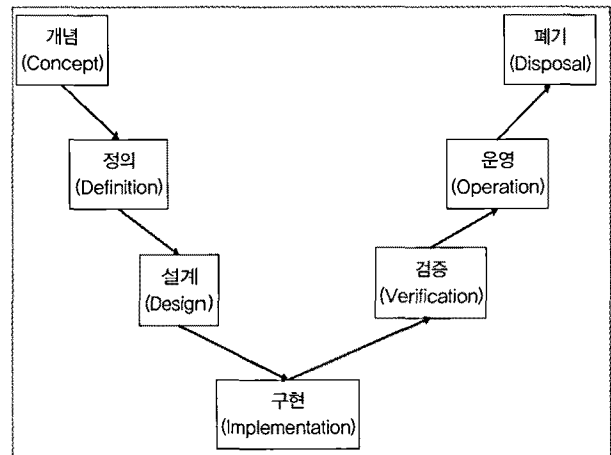 개념
(Concept)
폐기
(Disposal)
정의
(Definition)
운영
(Operation)
설계
(Design)
검증
(Verification)
구현
(Implementation)